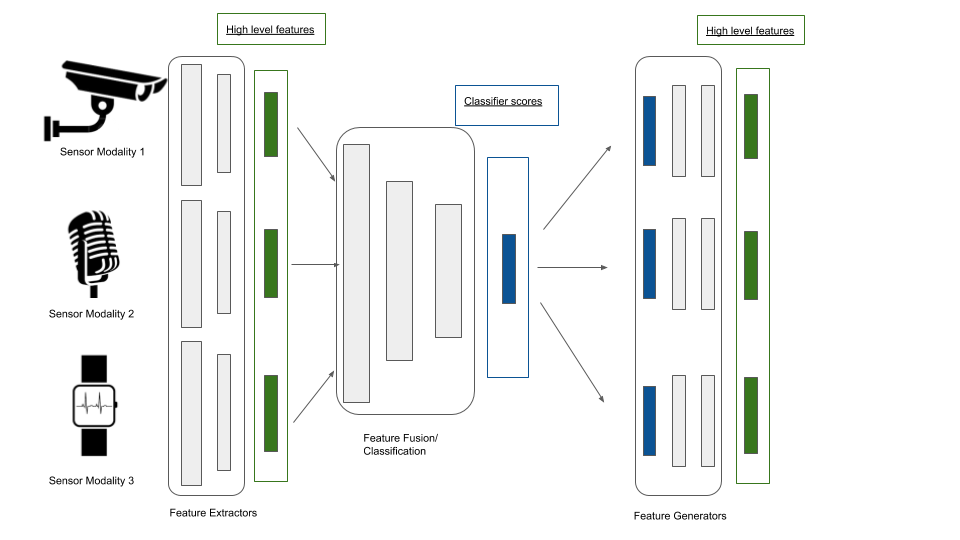 High level features
High level features
Classifier scores
Sensor Modality 1
Sensor Modality 2
Sensor Modality 3
Feature Fusion/
Classification
Feature Extractors
Feature Generators